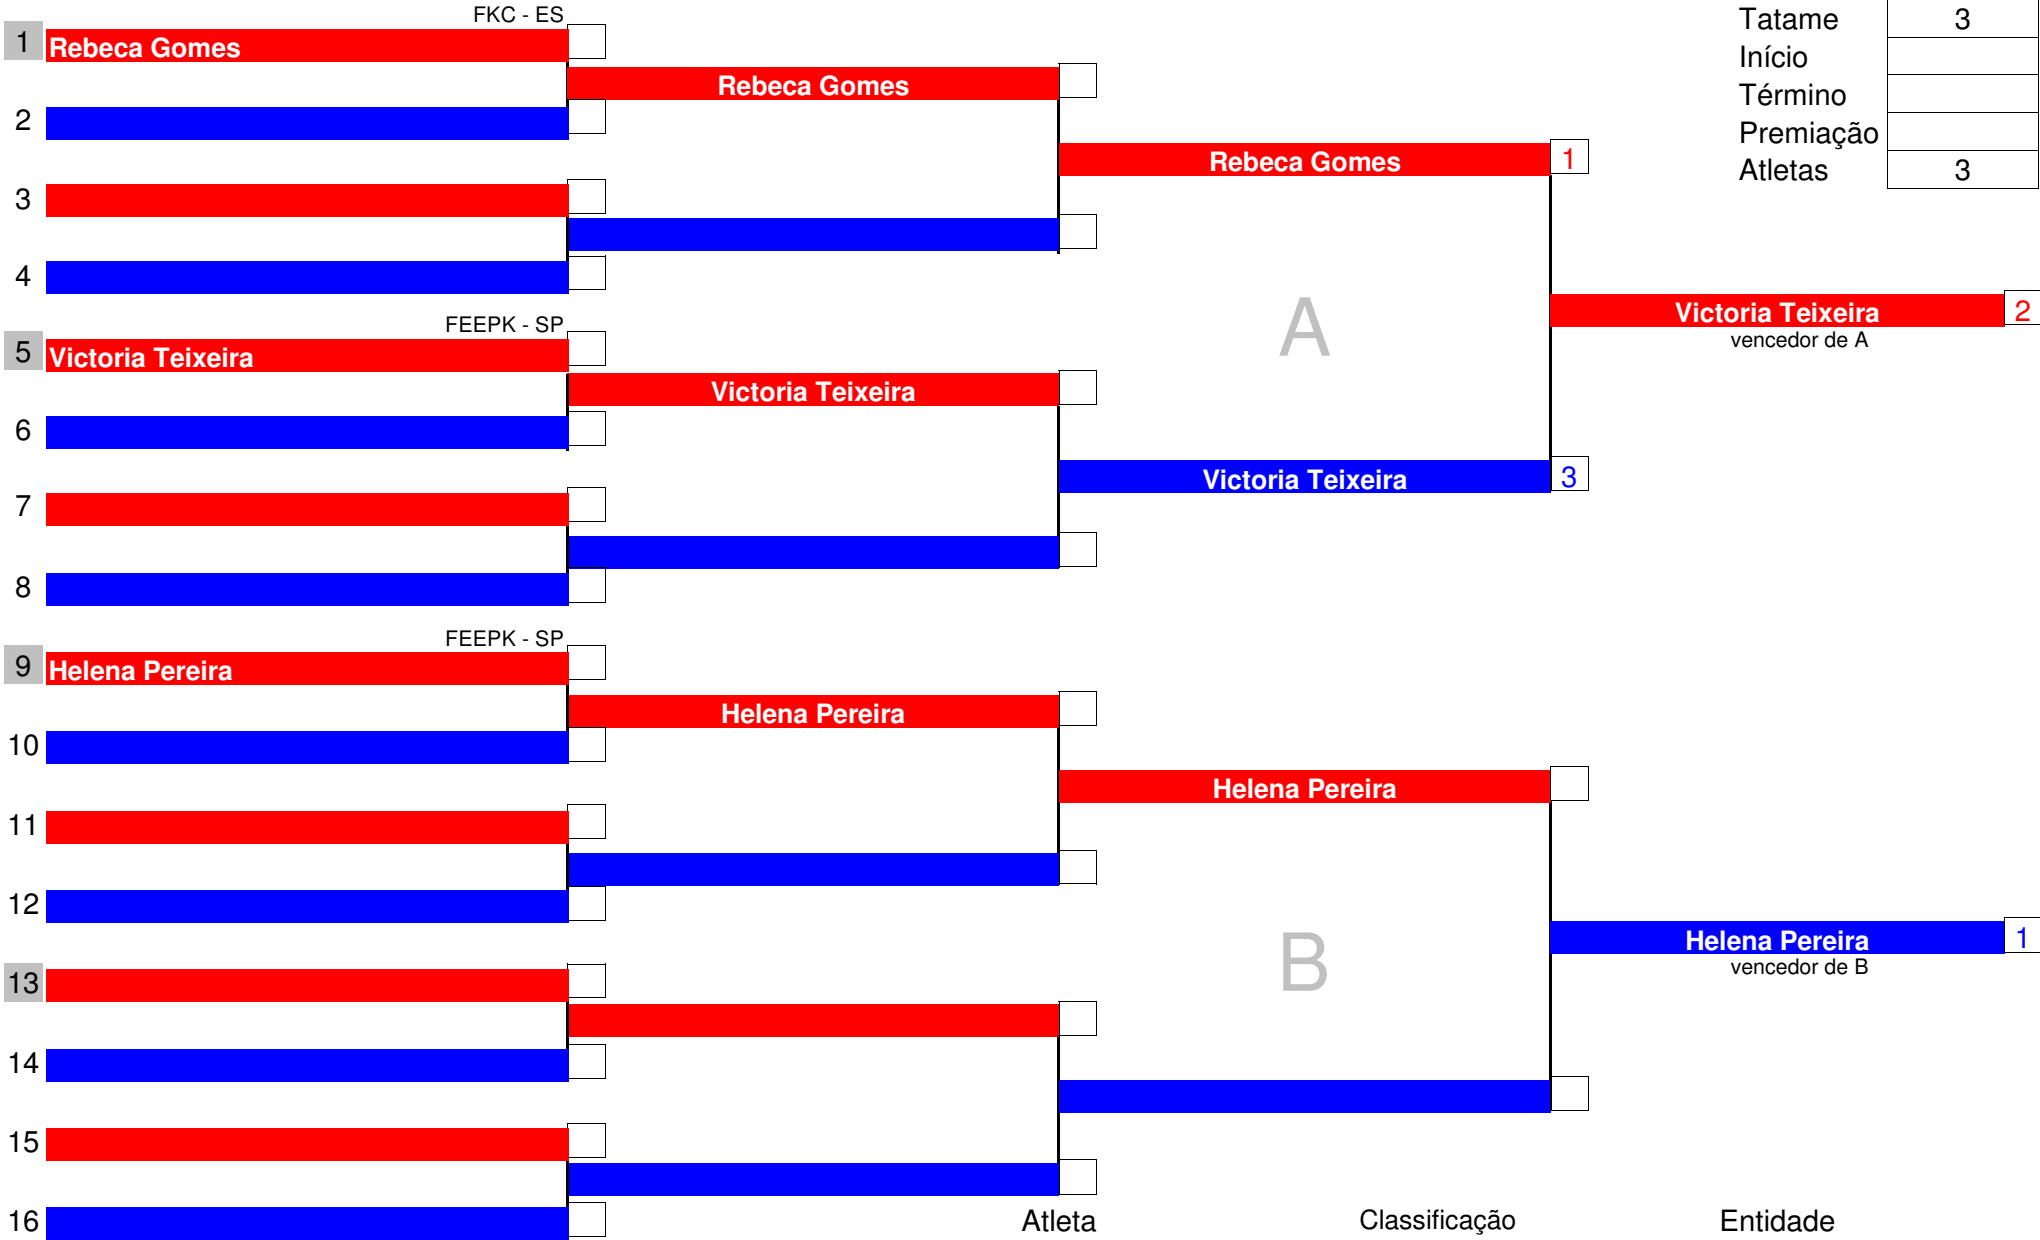 FKC - ES
1 Rebeca Gomes
Rebeca Gomes
2
Rebeca Gomes 1
3
4
FEEPK - SP
5 Victoria Teixeira
Victoria Teixeira
6
Victoria Teixeira 3
7
8
A
Victoria Teixeira 2
vencedor de A
FEEPK - SP
9 Helena Pereira
Helena Pereira
10
Helena Pereira
11
12
B
Helena Pereira 1
vencedor de B
13
14
15
16
Tatame 3
Início
Término
Premiação
Atletas 3
Atleta Classificação Entidade